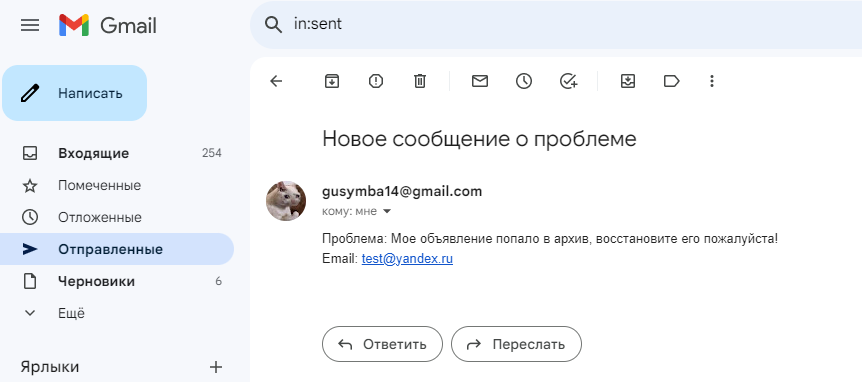 Gmail
in:sent
Написать
Входящие 254
Помеченные
Отложенные
Отправленные
Черновики 6
Ещё
Ярлыки
Новое сообщение о проблеме
gusymba14@gmail.com
кому: мне
Проблема: Мое объявление попало в архив, восстановите его пожалуйста!
Email: test@yandex.ru
Ответить
Переслать